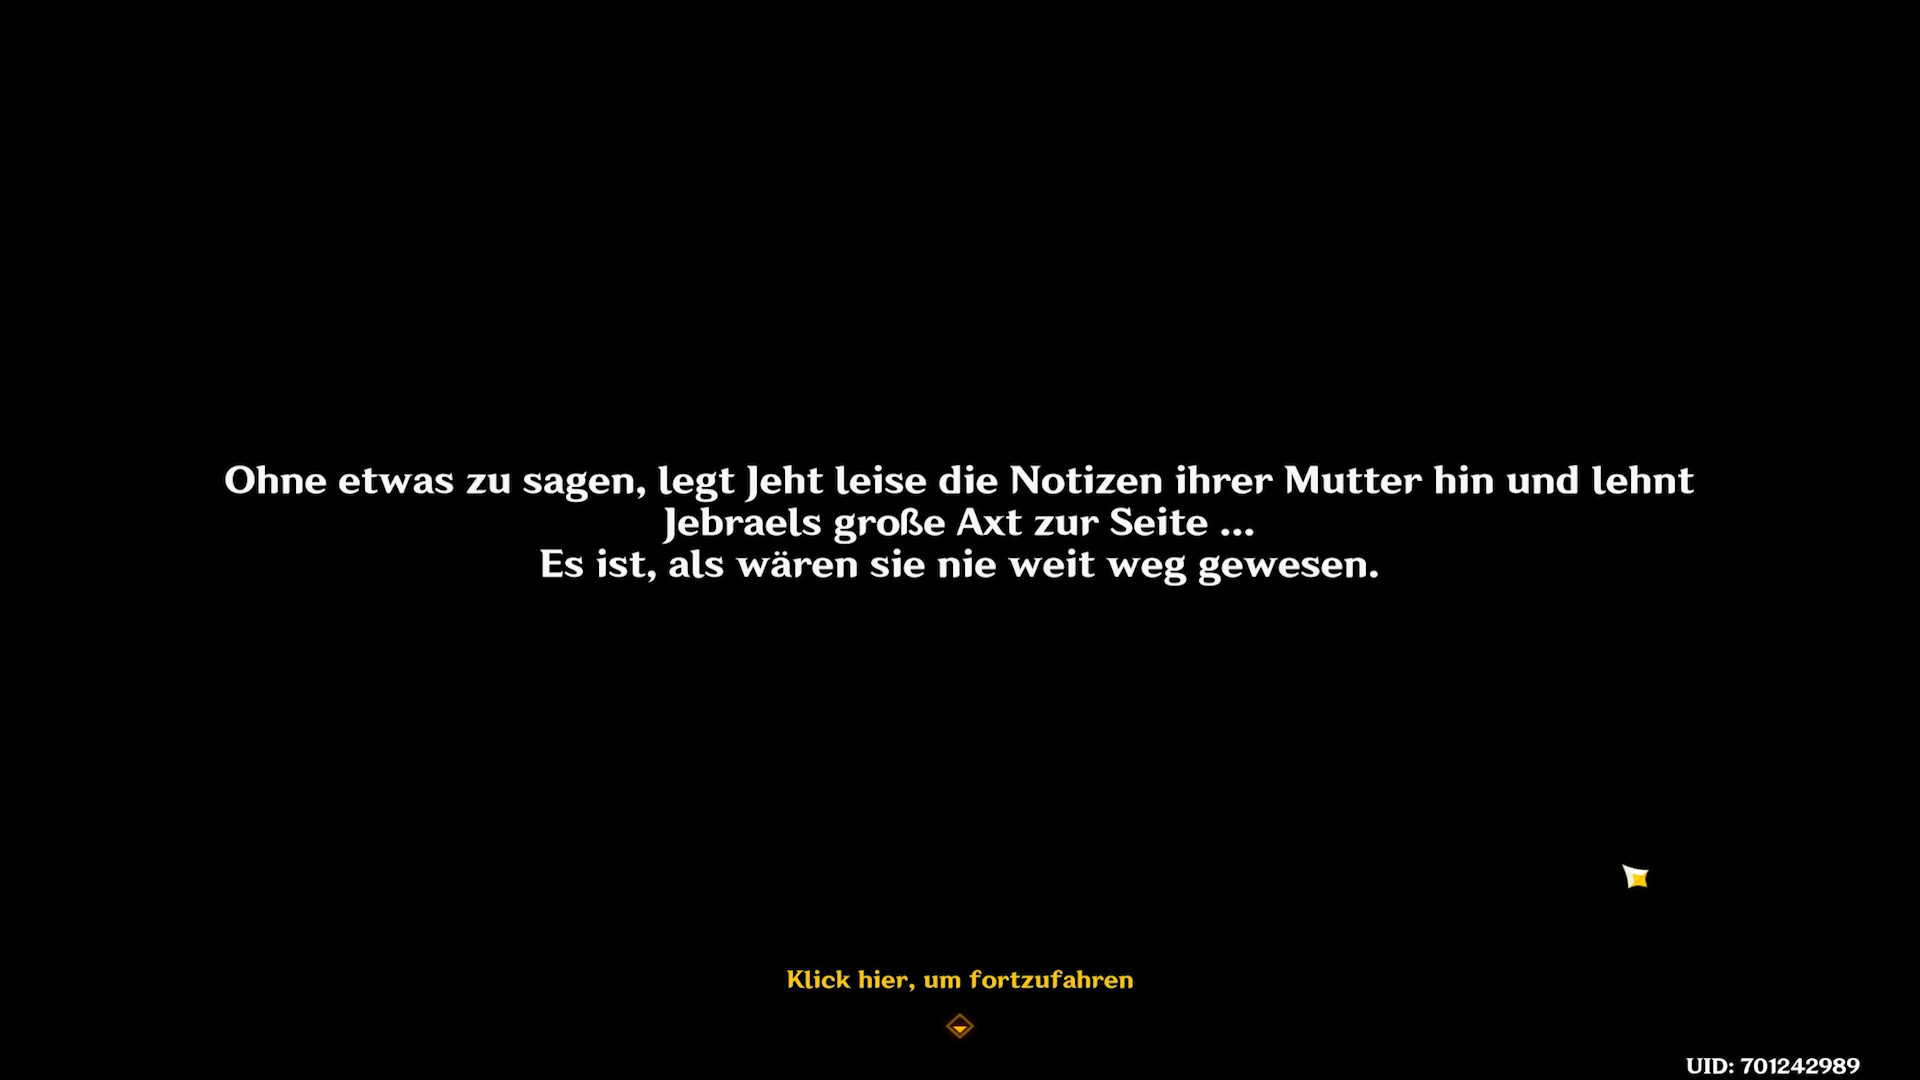 Ohne etwas zu sagen, legt Jeht leise die Notizen ihrer Mutter hin und lehnt
Jebraels große Axt zur Seite ...
Es ist, als wären sie nie weit weg gewesen.
Klick hier, um fortzufahren
UID: 701242989